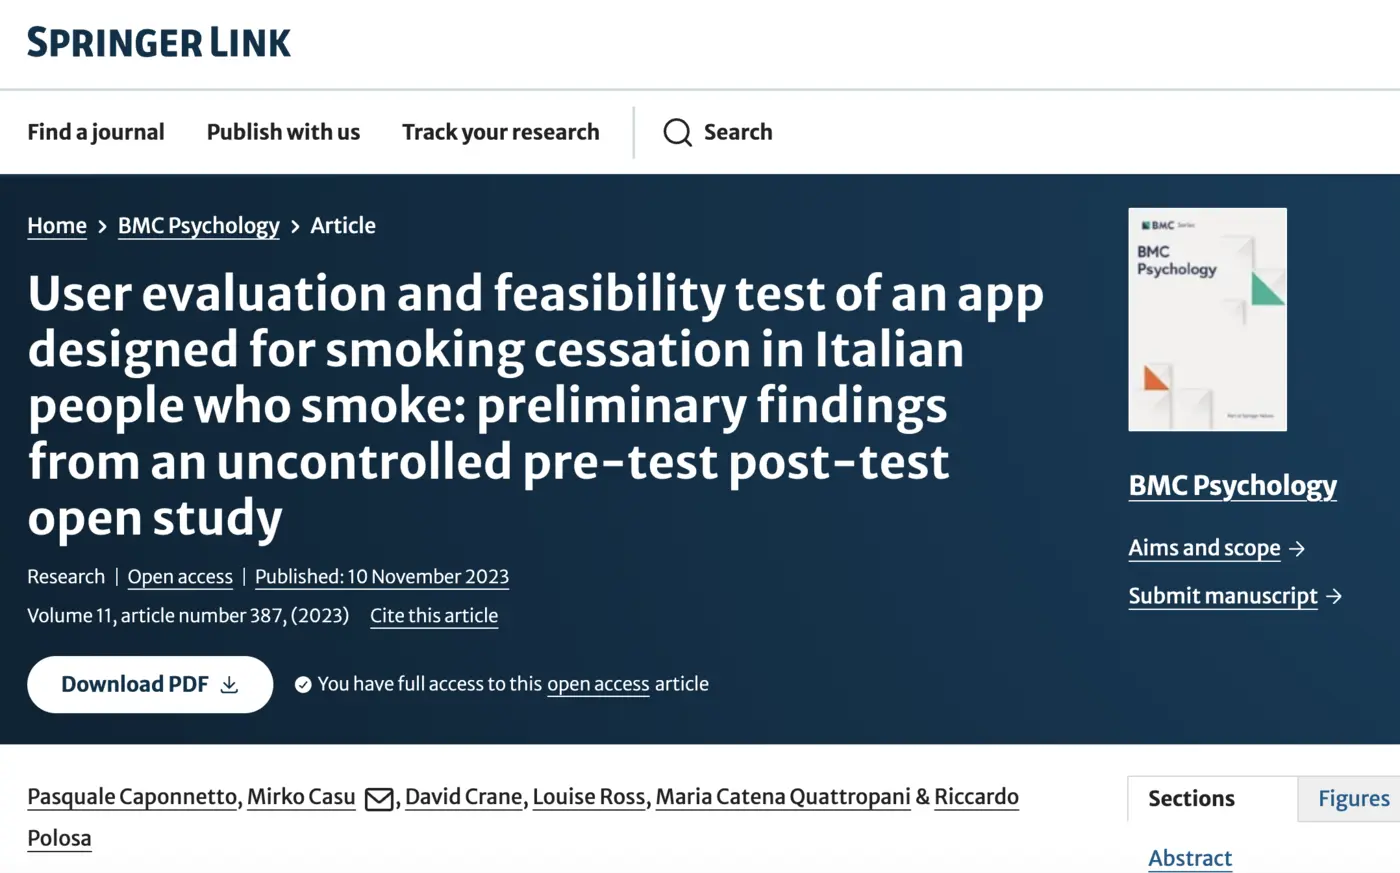 SPRINGER LINK
Find a journal Publish with us Track your research Search
Home > BMC Psychology > Article
User evaluation and feasibility test of an app
designed for smoking cessation in Italian
people who smoke: preliminary findings
from an uncontrolled pre-test post-test
open study
Research | Open access | Published: 10 November 2023
Volume 11, article number 387, (2023) Cite this article
Download PDF You have full access to this open access article
BMC Series
BMC
Psychology
Part of Springer Nature
BMC Psychology
Aims and scope →
Submit manuscript →
Pasquale Caponnetto, Mirko Casu, David Crane, Louise Ross, Maria Catena Quattropani & Riccardo
Polosa
Sections Figures
Abstract